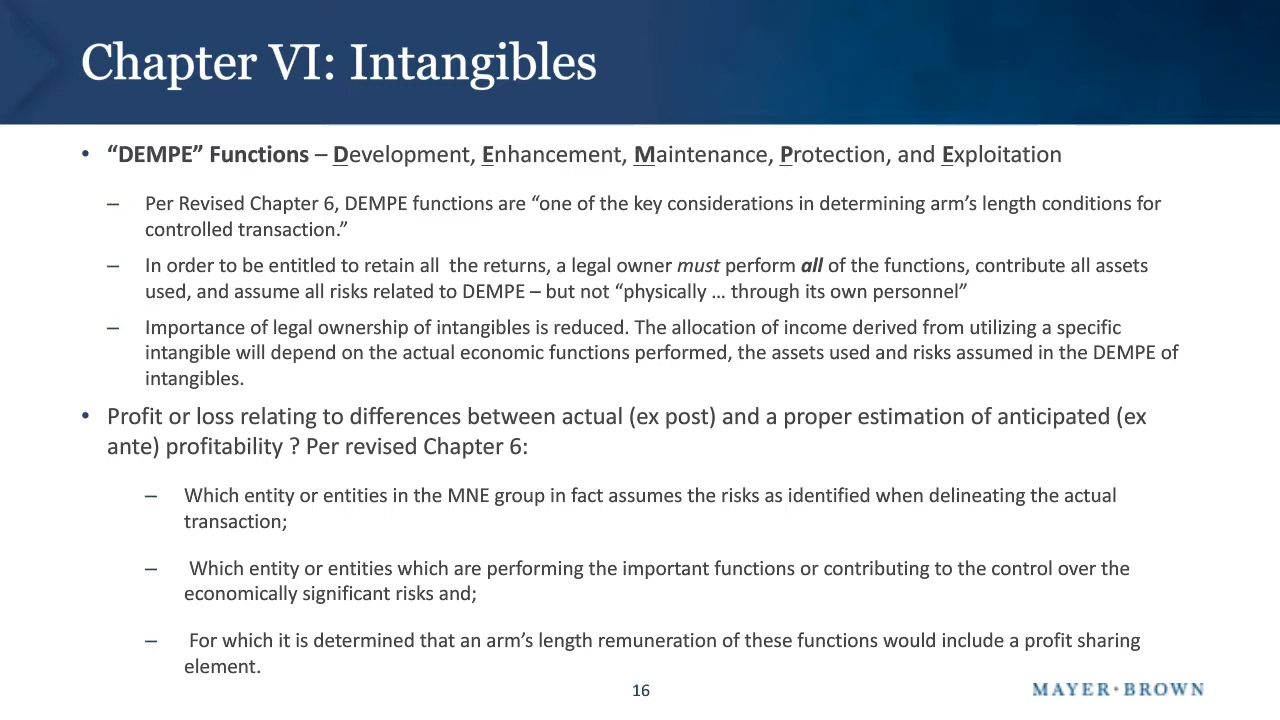 Chapter VI: Intangibles
• “DEMPE” Functions – Development, Enhancement, Maintenance, Protection, and Exploitation
– Per Revised Chapter 6, DEMPE functions are “one of the key considerations in determining arm’s length conditions for
controlled transaction.”
– In order to be entitled to retain all the returns, a legal owner must perform all of the functions, contribute all assets
used, and assume all risks related to DEMPE – but not “physically … through its own personnel”
– Importance of legal ownership of intangibles is reduced. The allocation of income derived from utilizing a specific
intangible will depend on the actual economic functions performed, the assets used and risks assumed in the DEMPE of
intangibles.
• Profit or loss relating to differences between actual (ex post) and a proper estimation of anticipated (ex
ante) profitability ? Per revised Chapter 6:
– Which entity or entities in the MNE group in fact assumes the risks as identified when delineating the actual
transaction;
– Which entity or entities which are performing the important functions or contributing to the control over the
economically significant risks and;
– For which it is determined that an arm’s length remuneration of these functions would include a profit sharing
element.
16
MAYER•BROWN